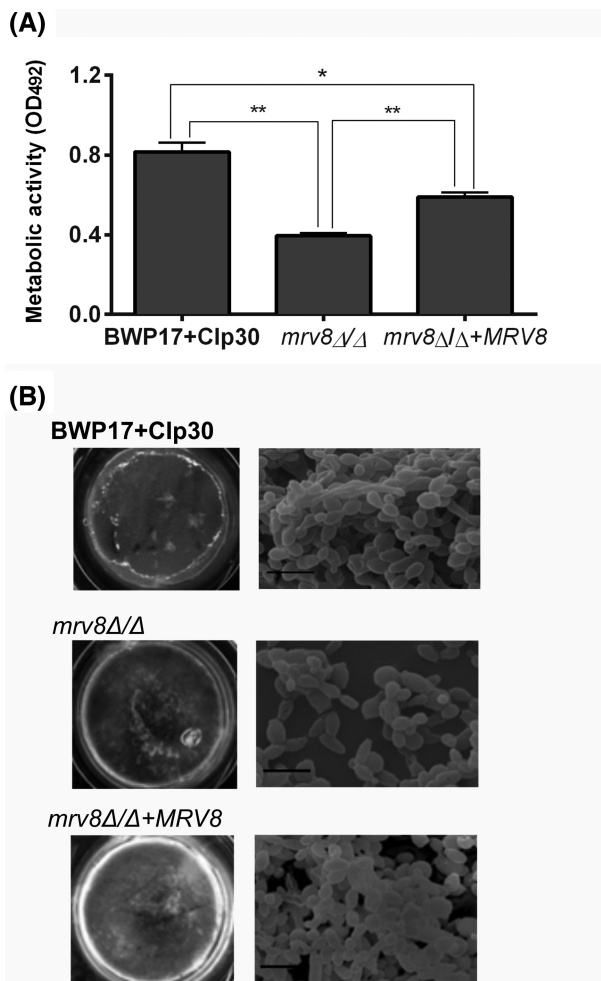 (A)
Metabolic activity (OD492)
1.2
0.8
0.4
0.0
*
**
**
BWP17+Clp30
mrv8Δ/Δ
mrv8Δ/Δ+MRV8
(B)
BWP17+Clp30
mrv8Δ/Δ
mrv8Δ/Δ+MRV8